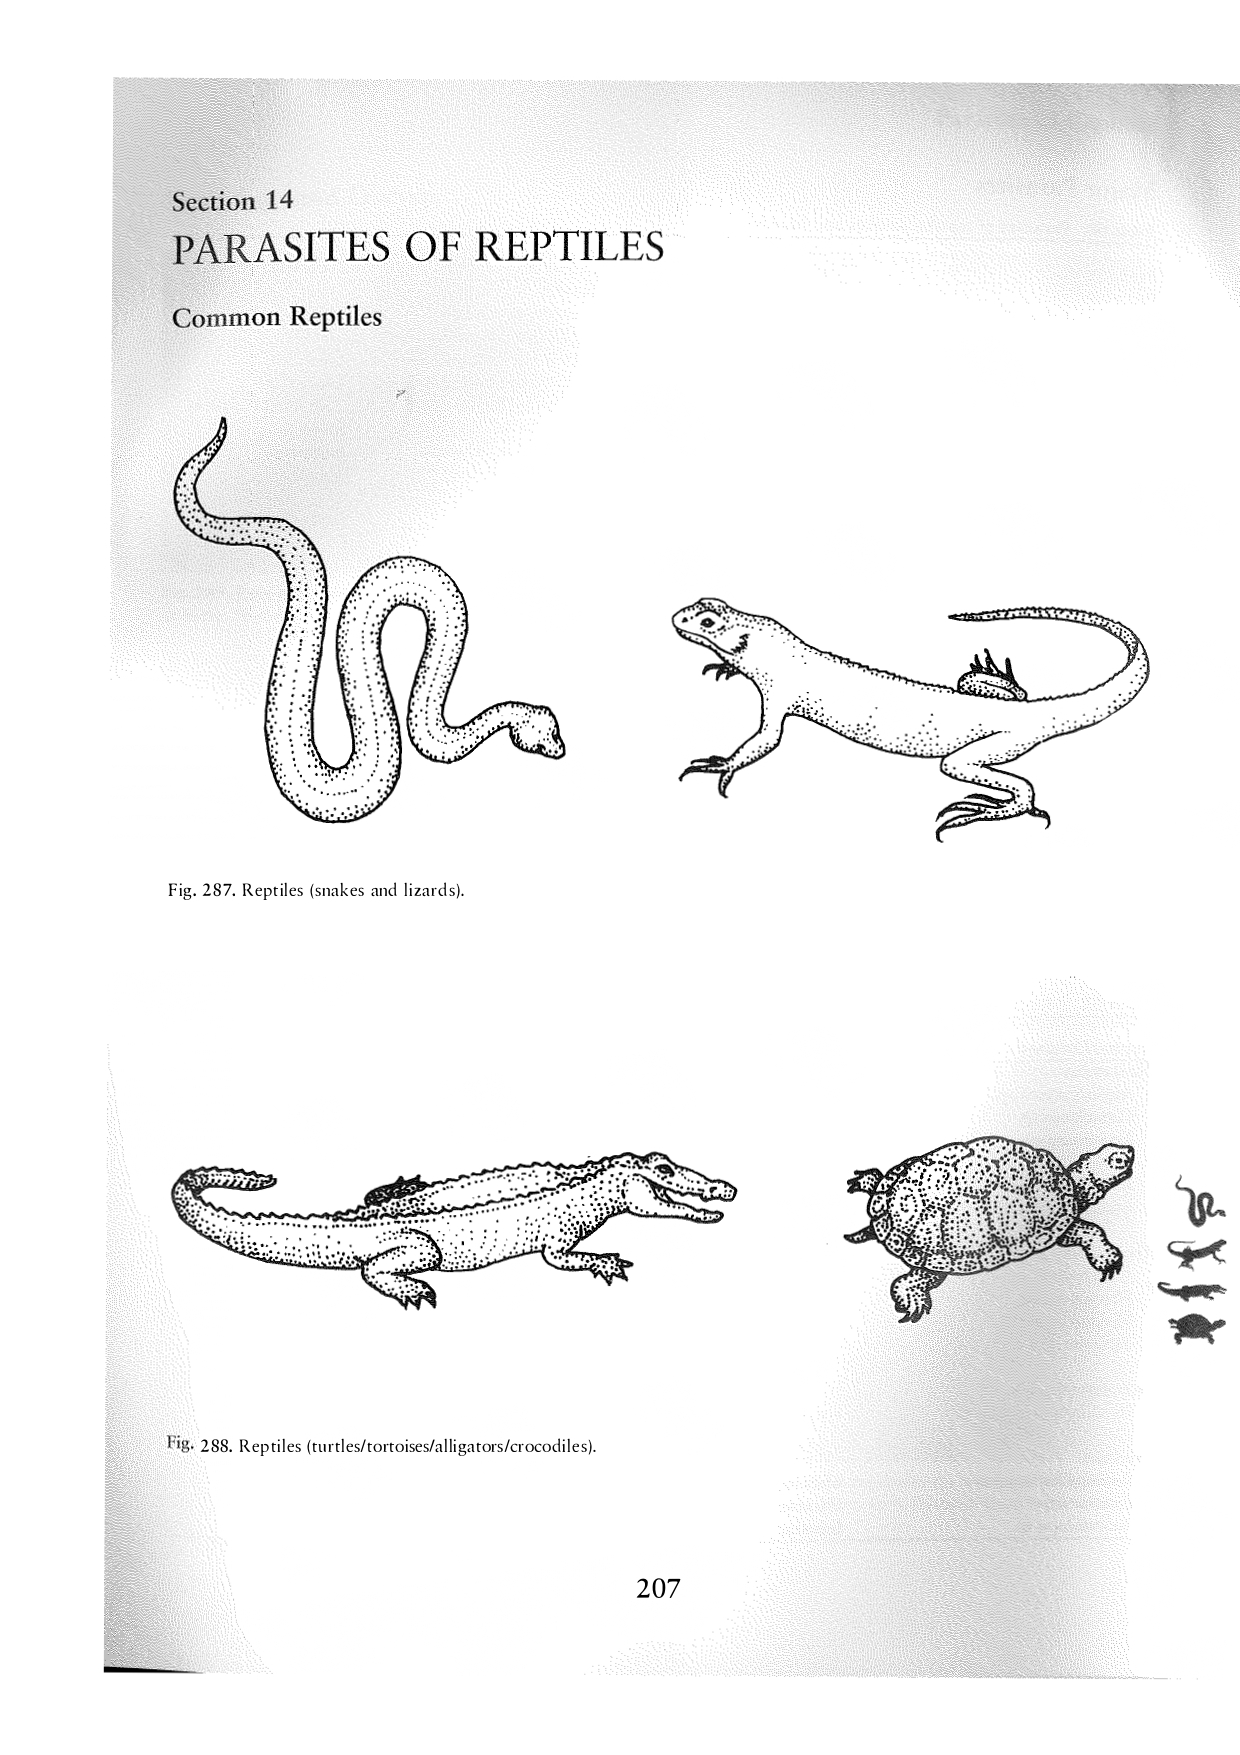 Section 14
PARASITES OF REPTILES
Common Reptiles
Fig. 287. Reptiles (snakes and lizards).
Fig. 288. Reptiles (turtles/tortoises/alligators/crocodiles).
207